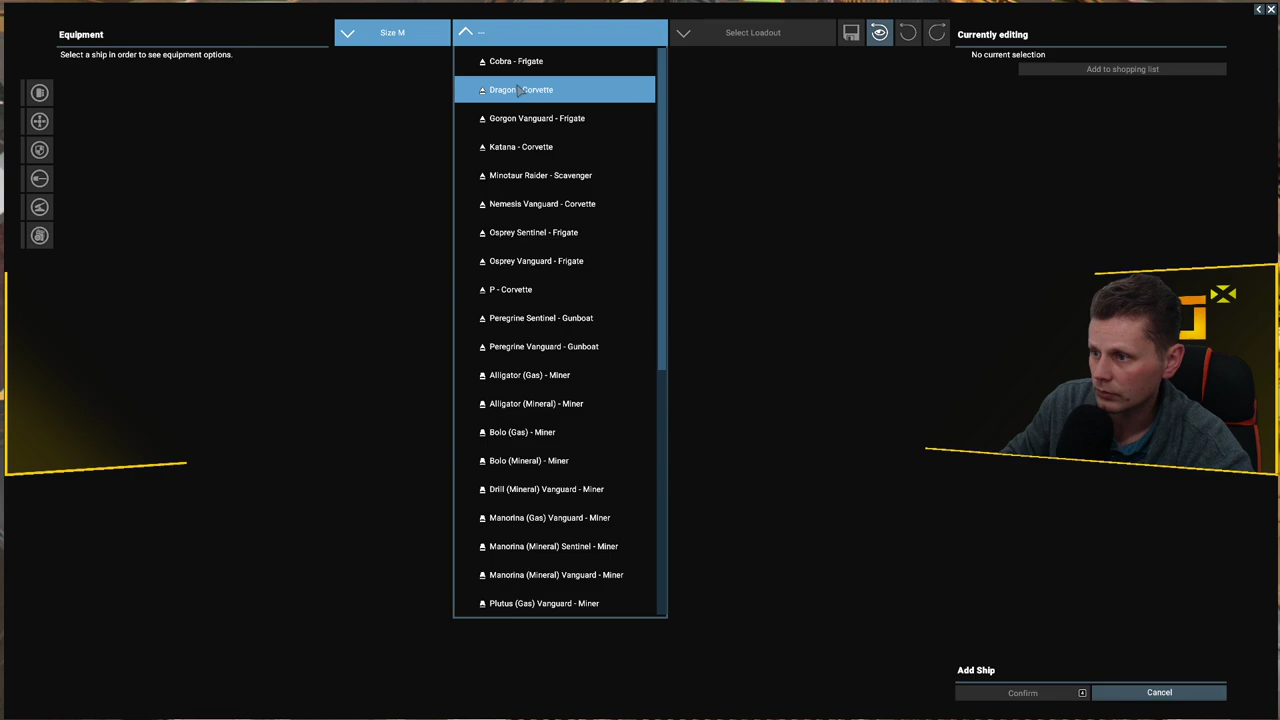 Equipment
Select a ship in order to see equipment options.
Size M
--
Select Loadout
Currently editing
No current selection
Add to shopping list
Cobra - Frigate
Dragon - Corvette
Gorgon Vanguard - Frigate
Katana - Corvette
Minotaur Raider - Scavenger
Nemesis Vanguard - Corvette
Osprey Sentinel - Frigate
Osprey Vanguard - Frigate
P - Corvette
Peregrine Sentinel - Gunboat
Peregrine Vanguard - Gunboat
Alligator (Gas) - Miner
Alligator (Mineral) - Miner
Bolo (Gas) - Miner
Bolo (Mineral) - Miner
Drill (Mineral) Vanguard - Miner
Manorina (Gas) Vanguard - Miner
Manorina (Mineral) Sentinel - Miner
Manorina (Mineral) Vanguard - Miner
Plutus (Gas) Vanguard - Miner
Add Ship
Confirm
Cancel